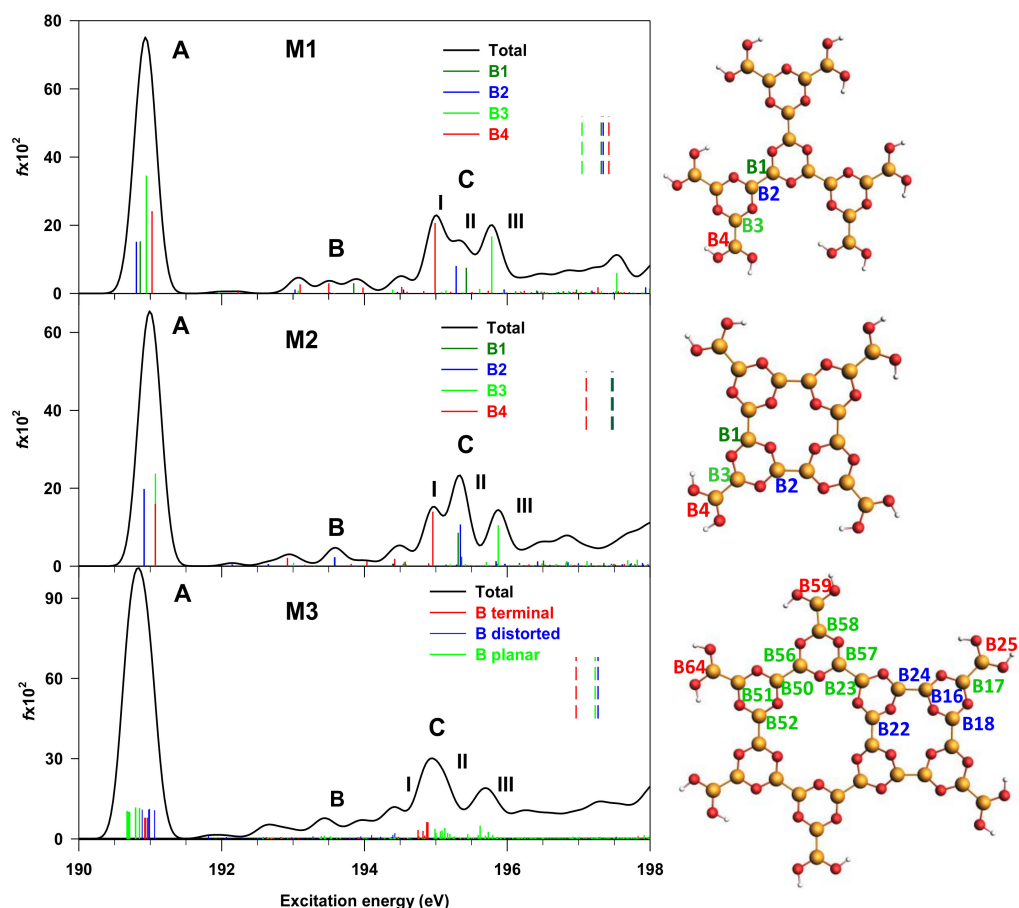 80
60
40
20
0
fx10²
A
M1
Total
B1
B2
B3
B4
B
C
I
II
III
B1
B2
B3
B4
60
40
20
0
fx10²
A
M2
Total
B1
B2
B3
B4
B
C
I
II
III
B1
B2
B3
B4
90
60
30
0
fx10²
A
M3
Total
B terminal
B distorted
B planar
B
C
I
II
III
190 192 194 196 198
Excitation energy (eV)
B59
B58
B56 B57
B64
B51 B50 B23
B52
B24
B16
B25
B17
B22
B18